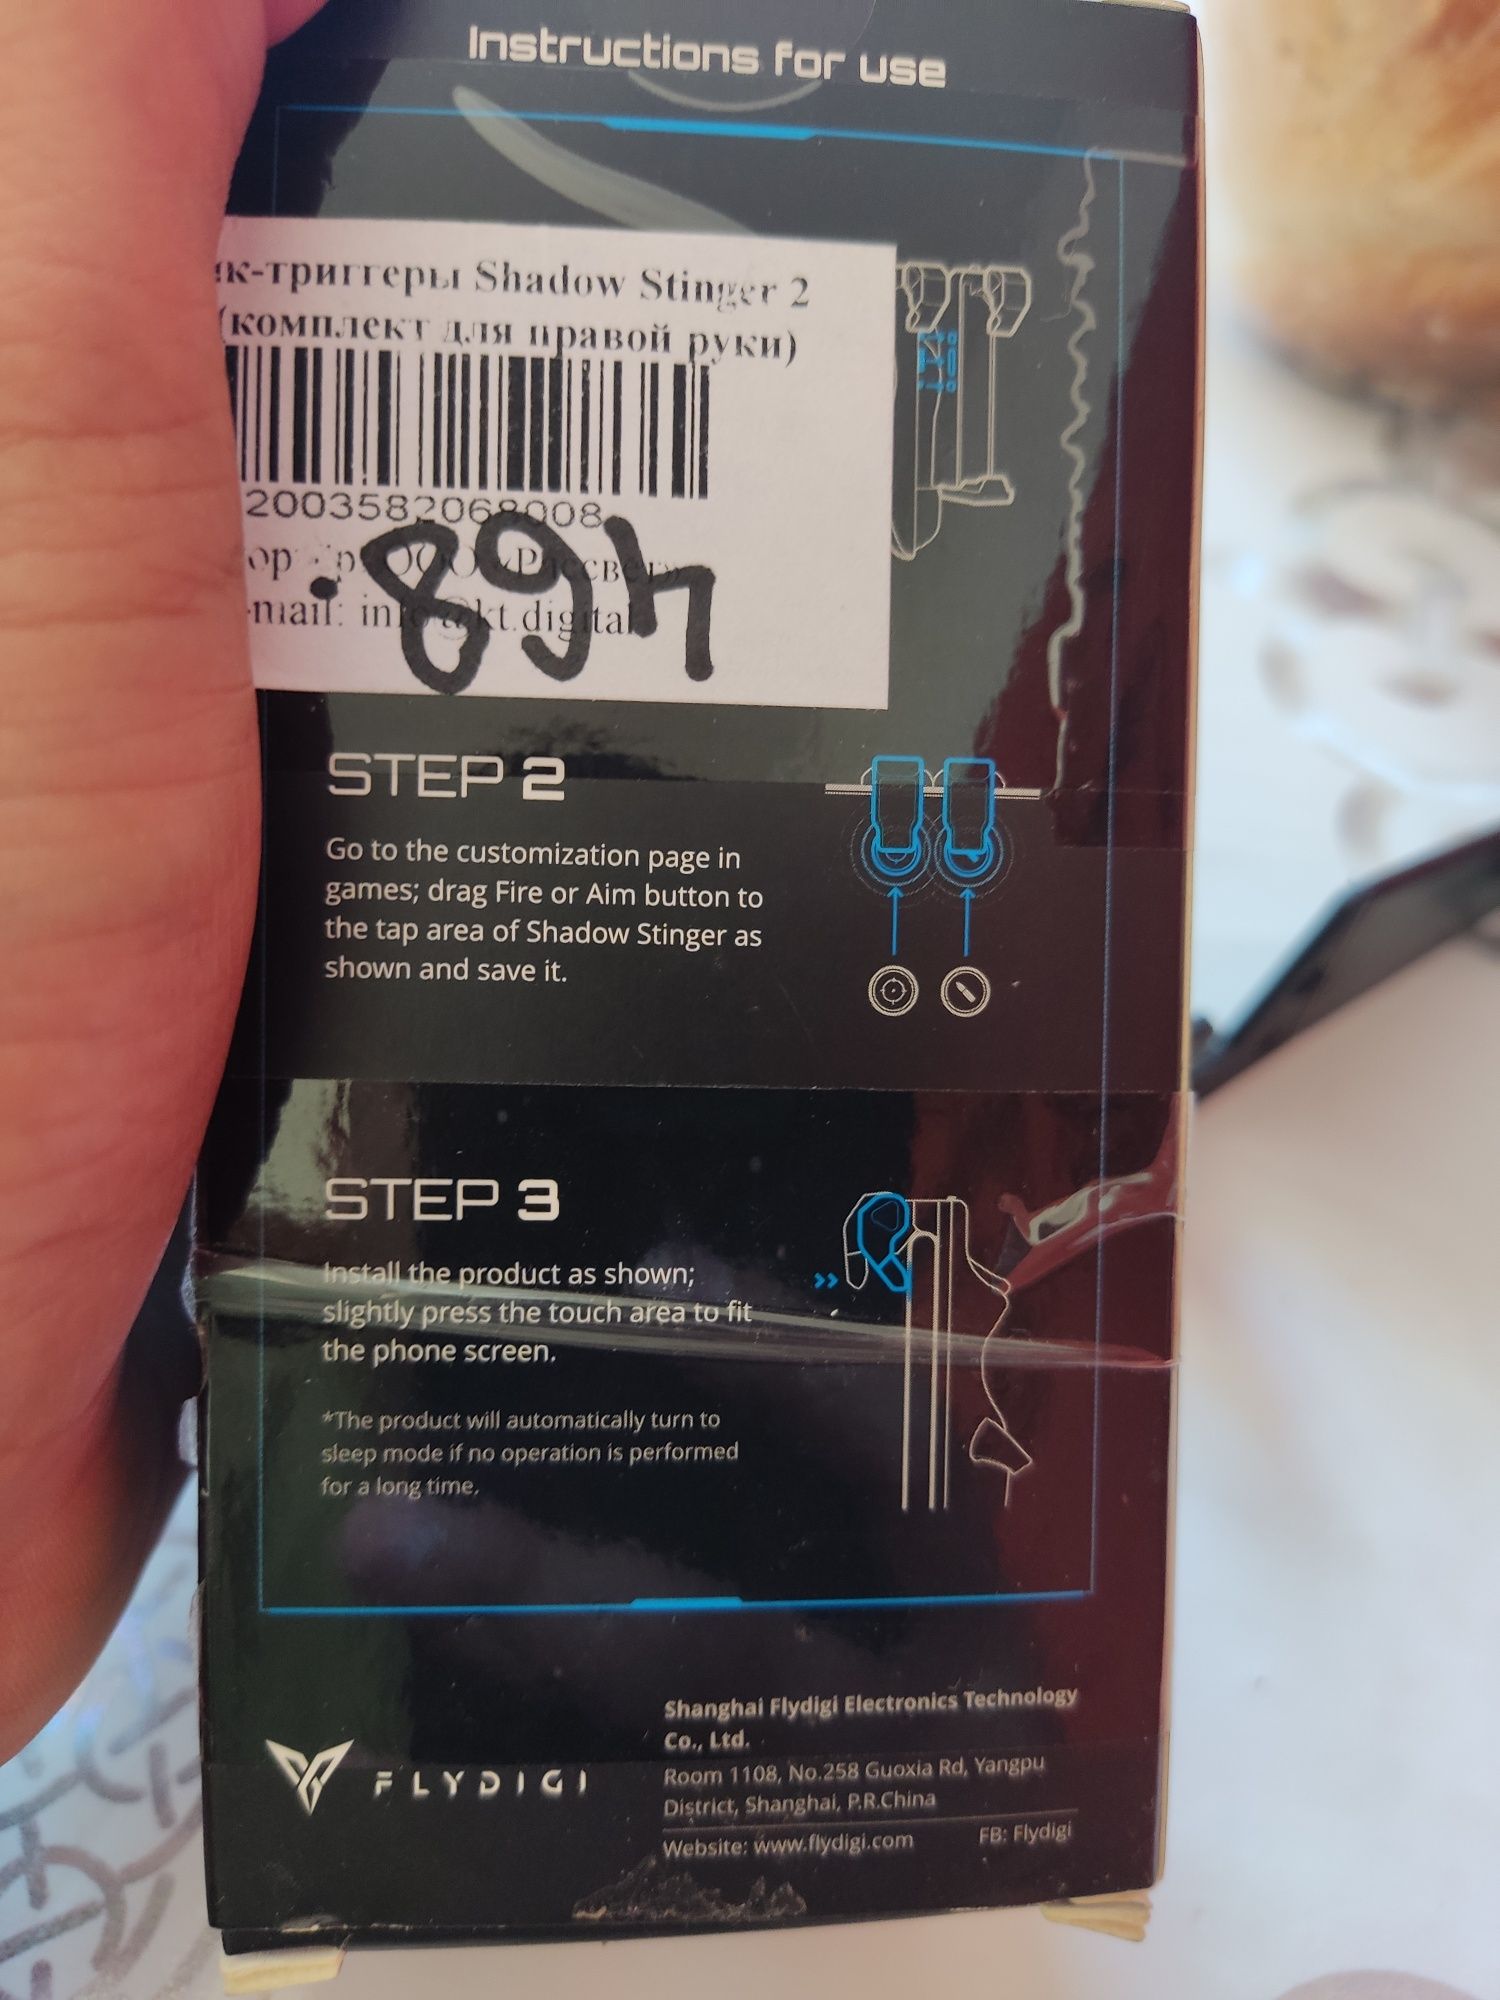 Instructions for use
к-триггеры Shadow Stinger 2
(комплект для правой руки)
2003582068008
468.
-mail: info@kt.digital
STEP 2
Go to the customization page in
games; drag Fire or Aim button to
the tap area of Shadow Stinger as
shown and save it.
STEP 3
Install the product as shown;
slightly press the touch area to fit
the phone screen.
*The product will automatically turn to
sleep mode if no operation is performed
for a long time.
FLYDIGI
Shanghai Flydigi Electronics Technology
Co., Ltd.
Room 1108, No.258 Guoxia Rd, Yangpu
District, Shanghai, P.R.China
Website: www.flydigi.com FB: Flydigi